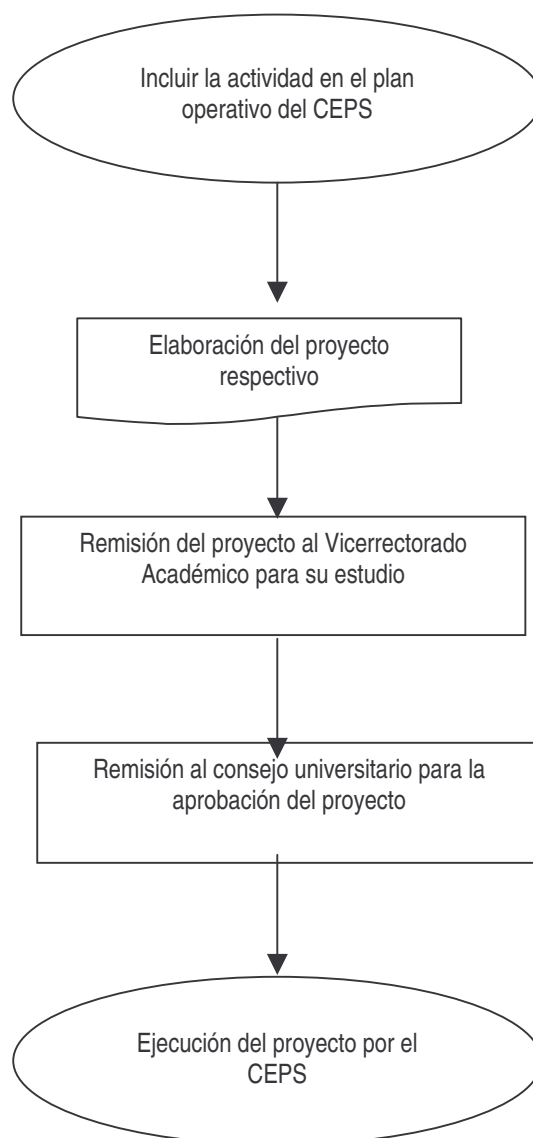 Incluir la actividad en el plan
operativo del CEPS
Elaboración del proyecto
respectivo
Remisión del proyecto al Vicerrectorado
Académico para su estudio
Remisión al consejo universitario para la
aprobación del proyecto
Ejecución del proyecto por el
CEPS